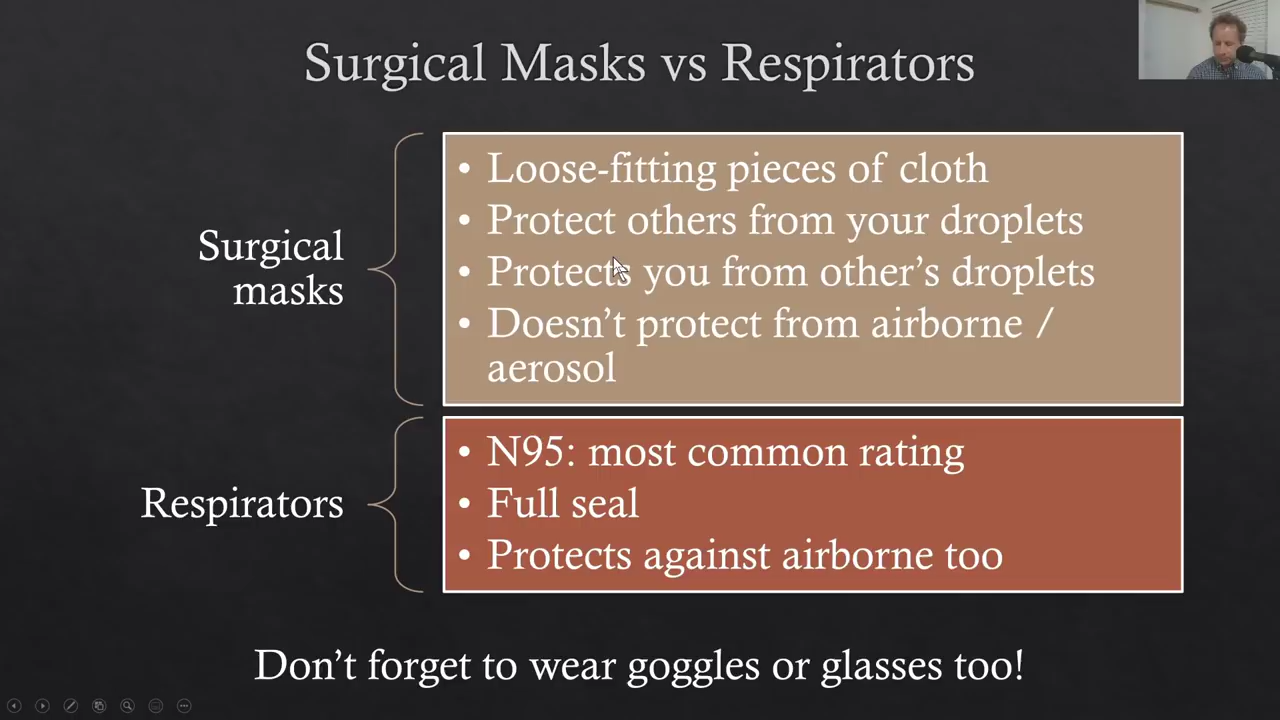 Surgical Masks vs Respirators
Surgical
masks
• Loose-fitting pieces of cloth
• Protect others from your droplets
• Protects you from other’s droplets
• Doesn’t protect from airborne /
aerosol
Respirators
• N95: most common rating
• Full seal
• Protects against airborne too
Don’t forget to wear goggles or glasses too!